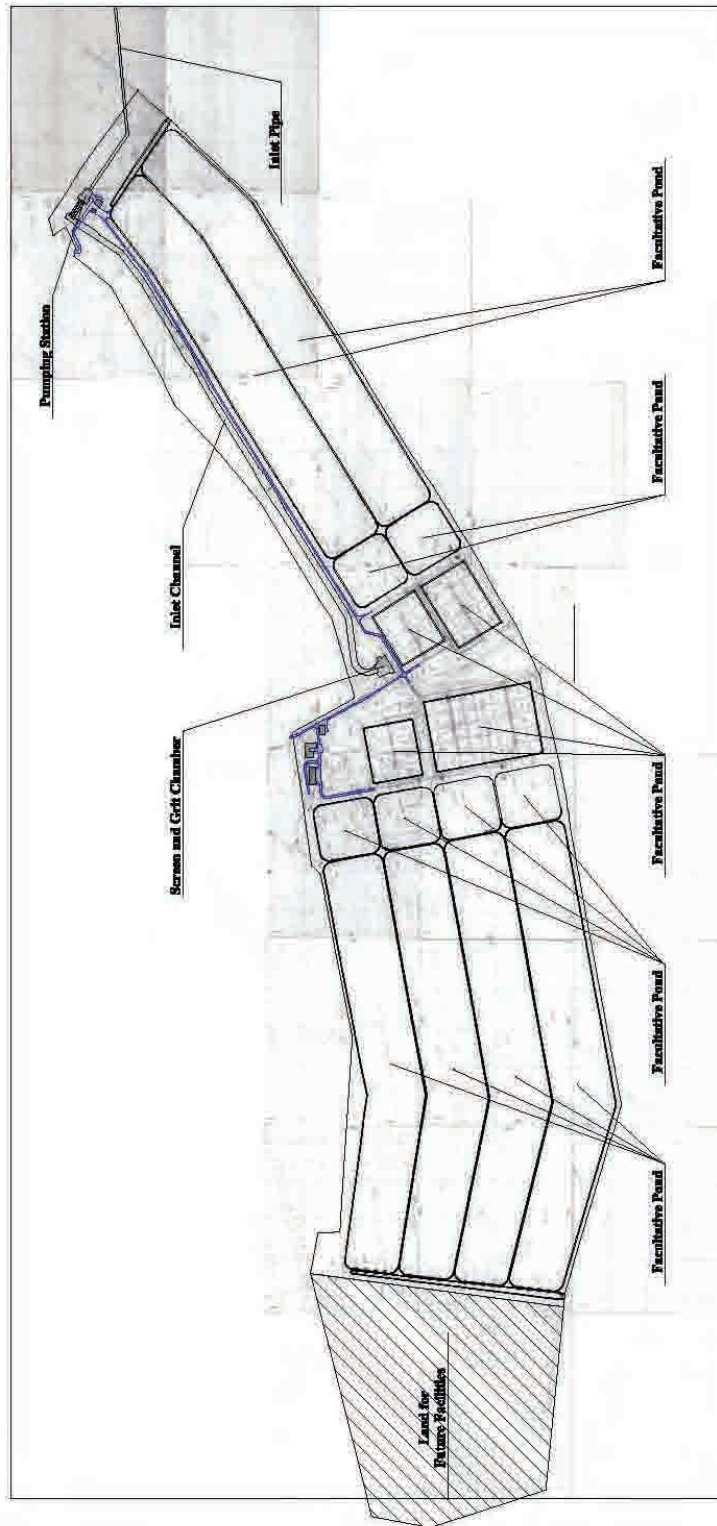 Inlet Pipe
Pumping Station
Facultative Pond
Inlet Channel
Facultative Pond
Screen and Grit Chamber
Facultative Pond
Facultative Pond
Facultative Pond
Land for
Future Facilities